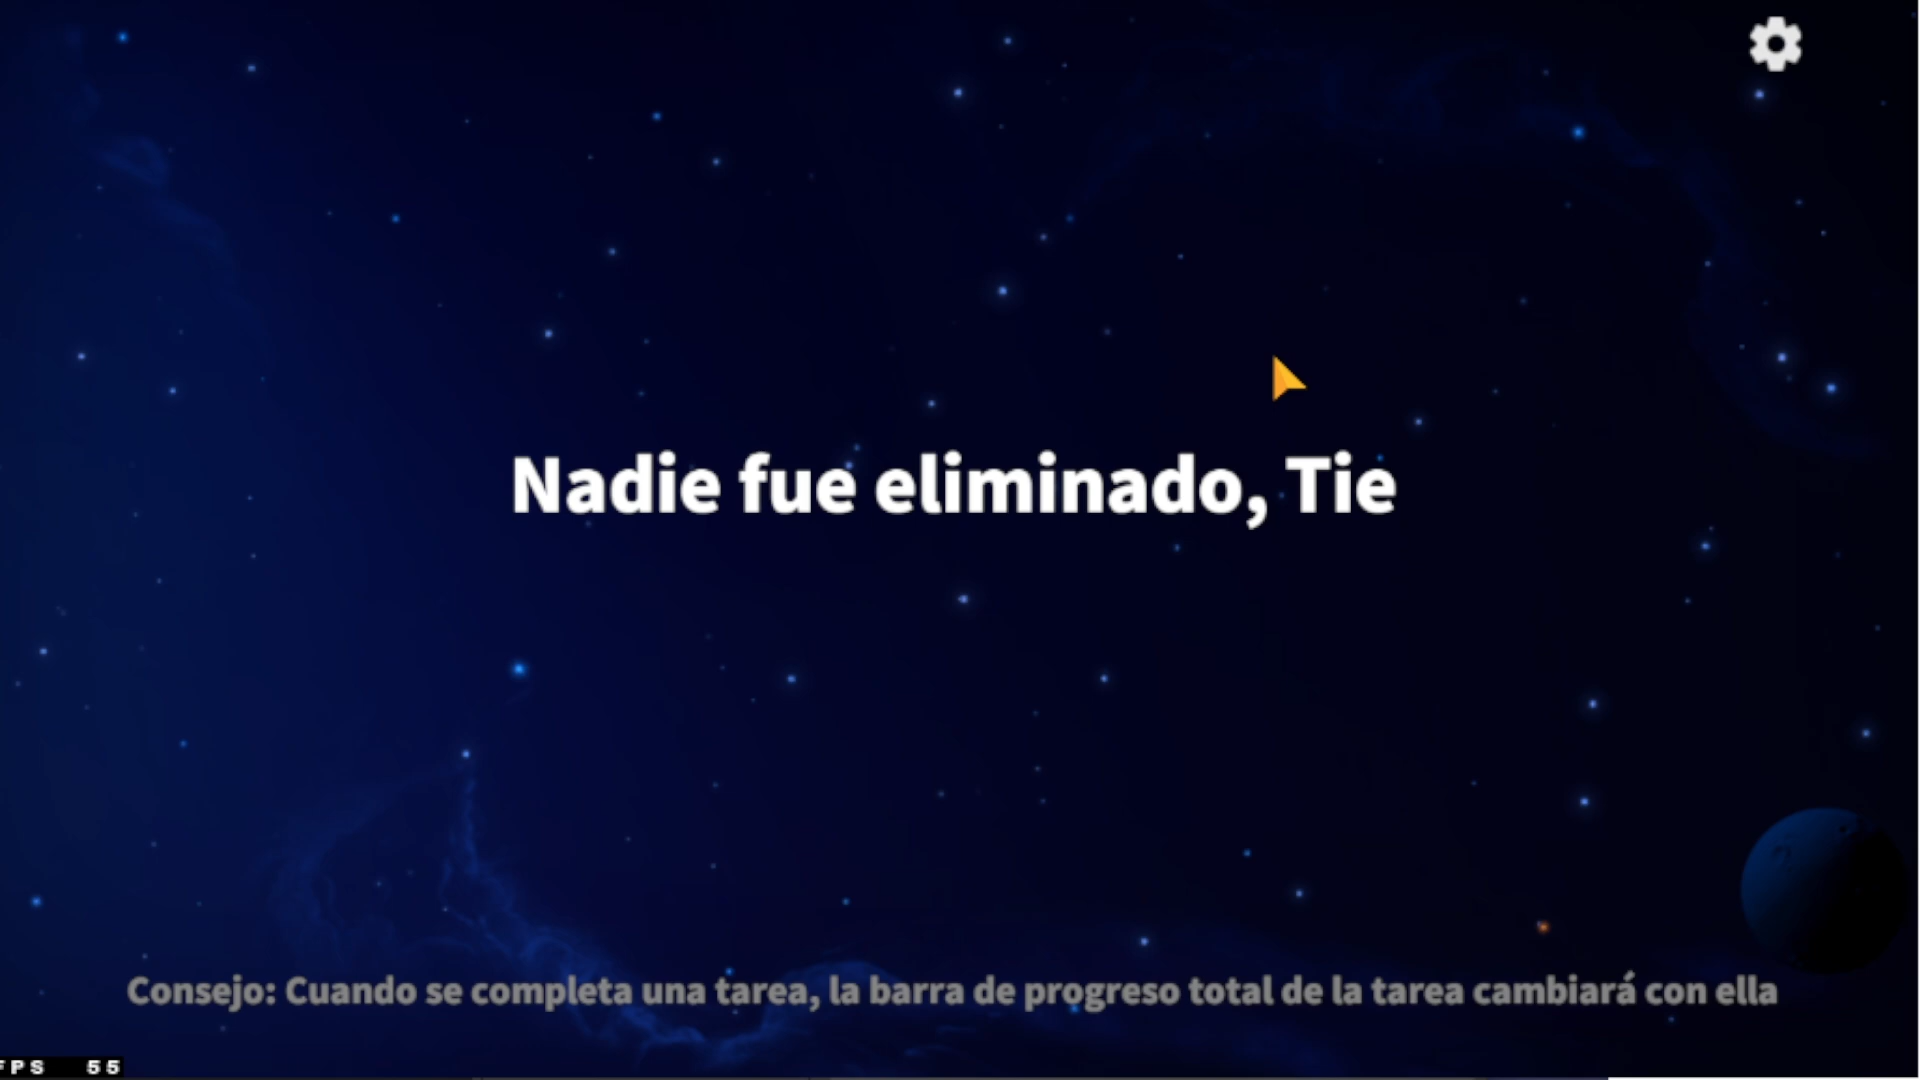 Nadie fue eliminado, Tie
Consejo: Cuando se completa una tarea, la barra de progreso total de la tarea cambiará con ella
FPS 55